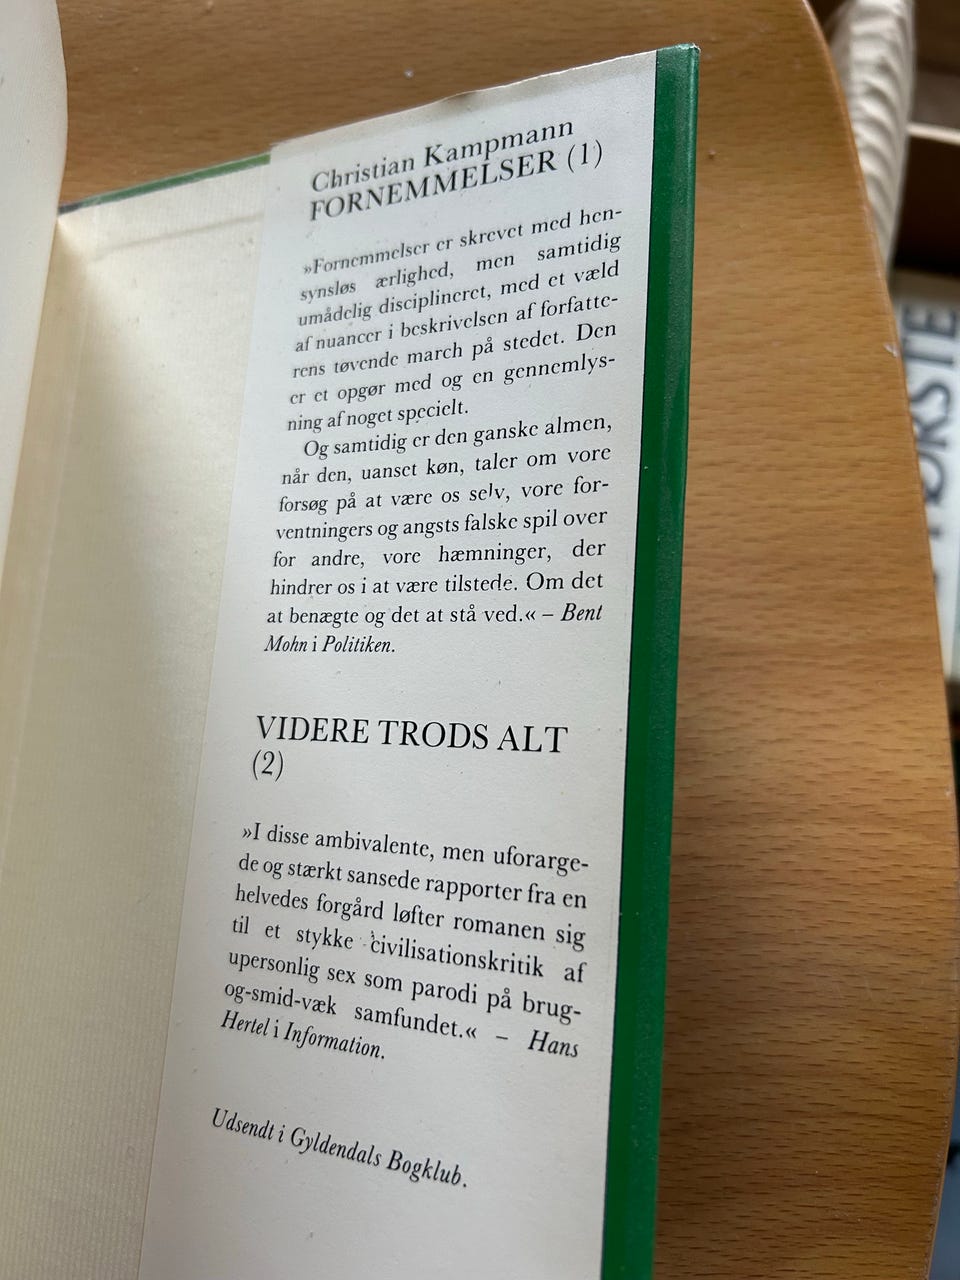 Christian Kampmann
FORNEMMELSER (1)
»Fornemmelser er skrevet med hen-
synsløs ærlighed, men samtidig
umådelig disciplineret, med et væld
af nuancer i beskrivelsen af forfatte-
rens tøvende march på stedet. Den
er et opgør med og en gennemlys-
ning af noget specielt.
Og samtidig er den ganske almen,
når den, uanset køn, taler om vore
forsøg på at være os selv, vore for-
ventningers og angsts falske spil over
for andre, vore hæmninger, der
hindrer os i at være tilstede. Om det
at benægte og det at stå ved.« – Bent
Mohn i Politiken.
VIDERE TRODS ALT
(2)
»I disse ambivalente, men uforarge-
de og stærkt sansede rapporter fra en
helvedes forgård løfter romanen sig
til et stykke civilisationskritik af
upersonlig sex som parodi på brug-
og-smid-væk samfundet.« – Hans
Hertel i Information.
Udsendt i Gyldendals Bogklub.